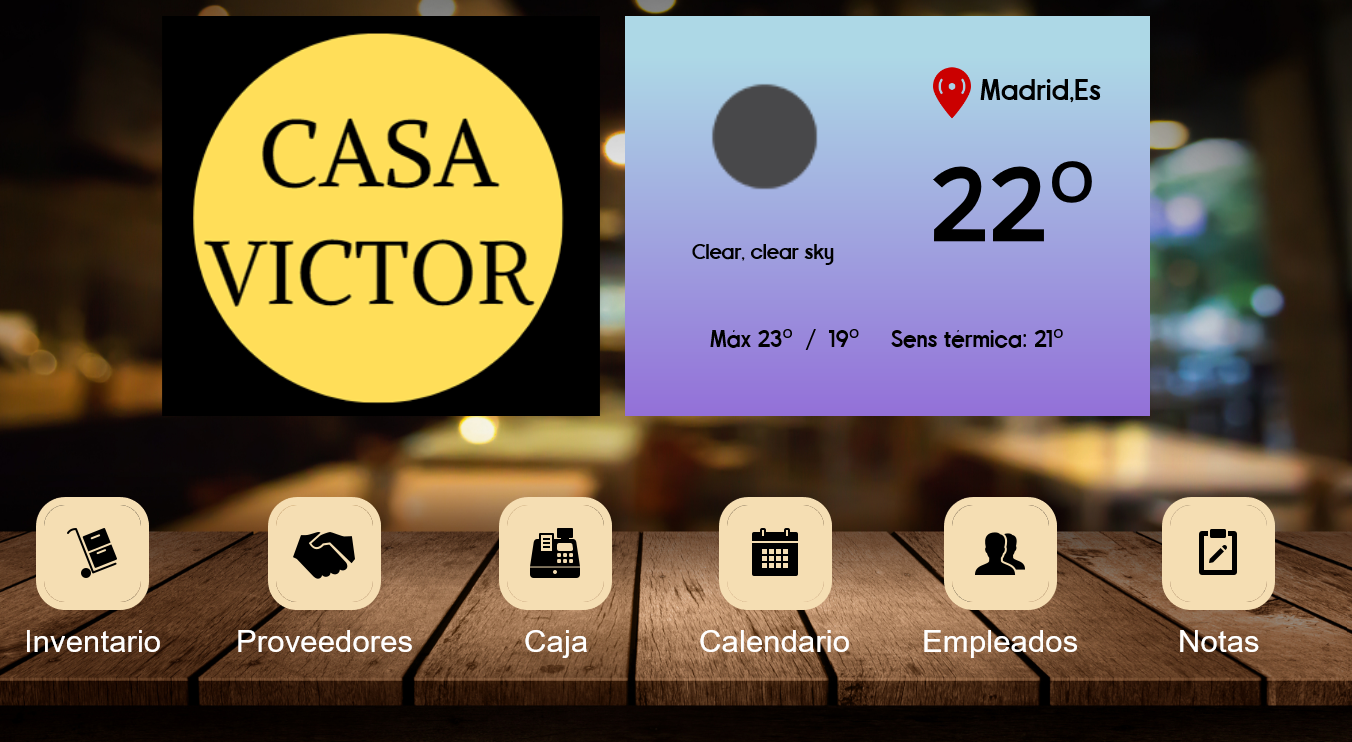 CASA
VICTOR
Madrid,Es
22º
Clear, clear sky
Máx 23º / 19º Sens térmica: 21º
Inventario
Proveedores
Caja
Calendario
Empleados
Notas